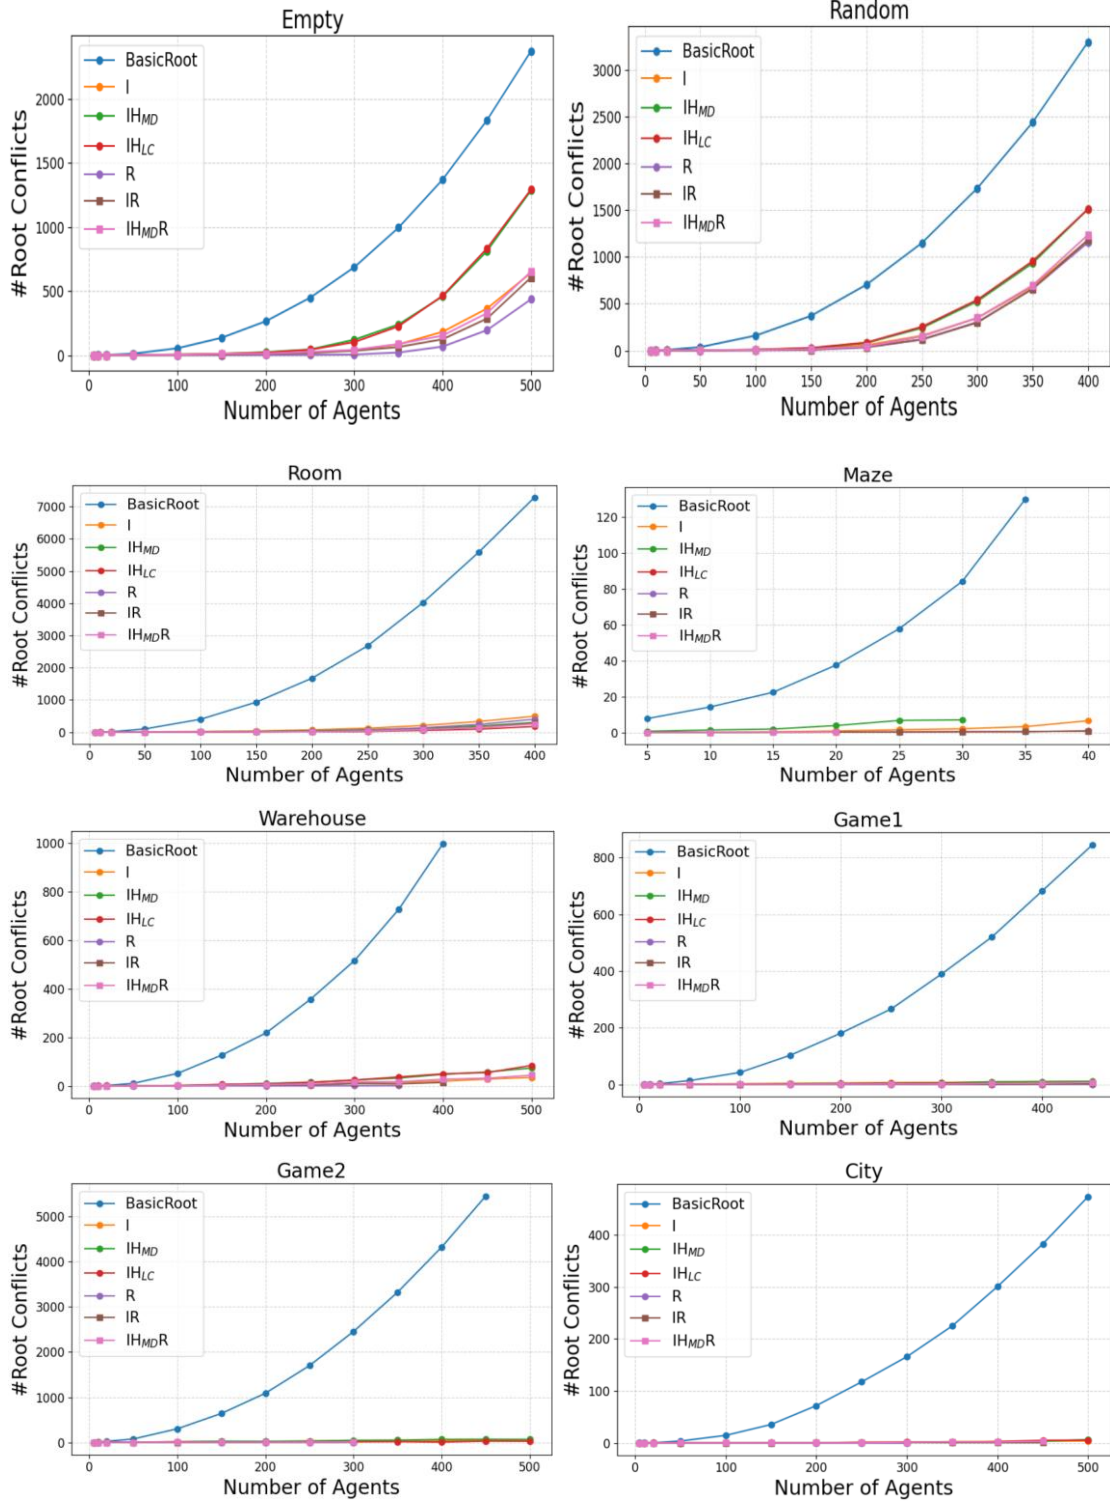 Empty
#Root Conflicts
2000
1500
1000
500
0
BasicRoot
I
IH_MD
IH_LC
R
IR
IH_MDR
0 100 200 300 400 500
Number of Agents
Random
#Root Conflicts
3000
2500
2000
1500
1000
500
0
BasicRoot
I
IH_MD
IH_LC
R
IR
IH_MDR
0 50 100 150 200 250 300 350 400
Number of Agents
Room
#Root Conflicts
7000
6000
5000
4000
3000
2000
1000
0
BasicRoot
I
IH_MD
IH_LC
R
IR
IH_MDR
0 50 100 150 200 250 300 350 400
Number of Agents
Maze
#Root Conflicts
120
100
80
60
40
20
0
BasicRoot
I
IH_MD
IH_LC
R
IR
IH_MDR
5 10 15 20 25 30 35 40
Number of Agents
Warehouse
#Root Conflicts
1000
800
600
400
200
0
BasicRoot
I
IH_MD
IH_LC
R
IR
IH_MDR
0 100 200 300 400 500
Number of Agents
Game1
#Root Conflicts
800
600
400
200
0
BasicRoot
I
IH_MD
IH_LC
R
IR
IH_MDR
0 100 200 300 400
Number of Agents
Game2
#Root Conflicts
5000
4000
3000
2000
1000
0
BasicRoot
I
IH_MD
IH_LC
R
IR
IH_MDR
0 100 200 300 400 500
Number of Agents
City
#Root Conflicts
400
300
200
100
0
BasicRoot
I
IH_MD
IH_LC
R
IR
IH_MDR
0 100 200 300 400 500
Number of Agents